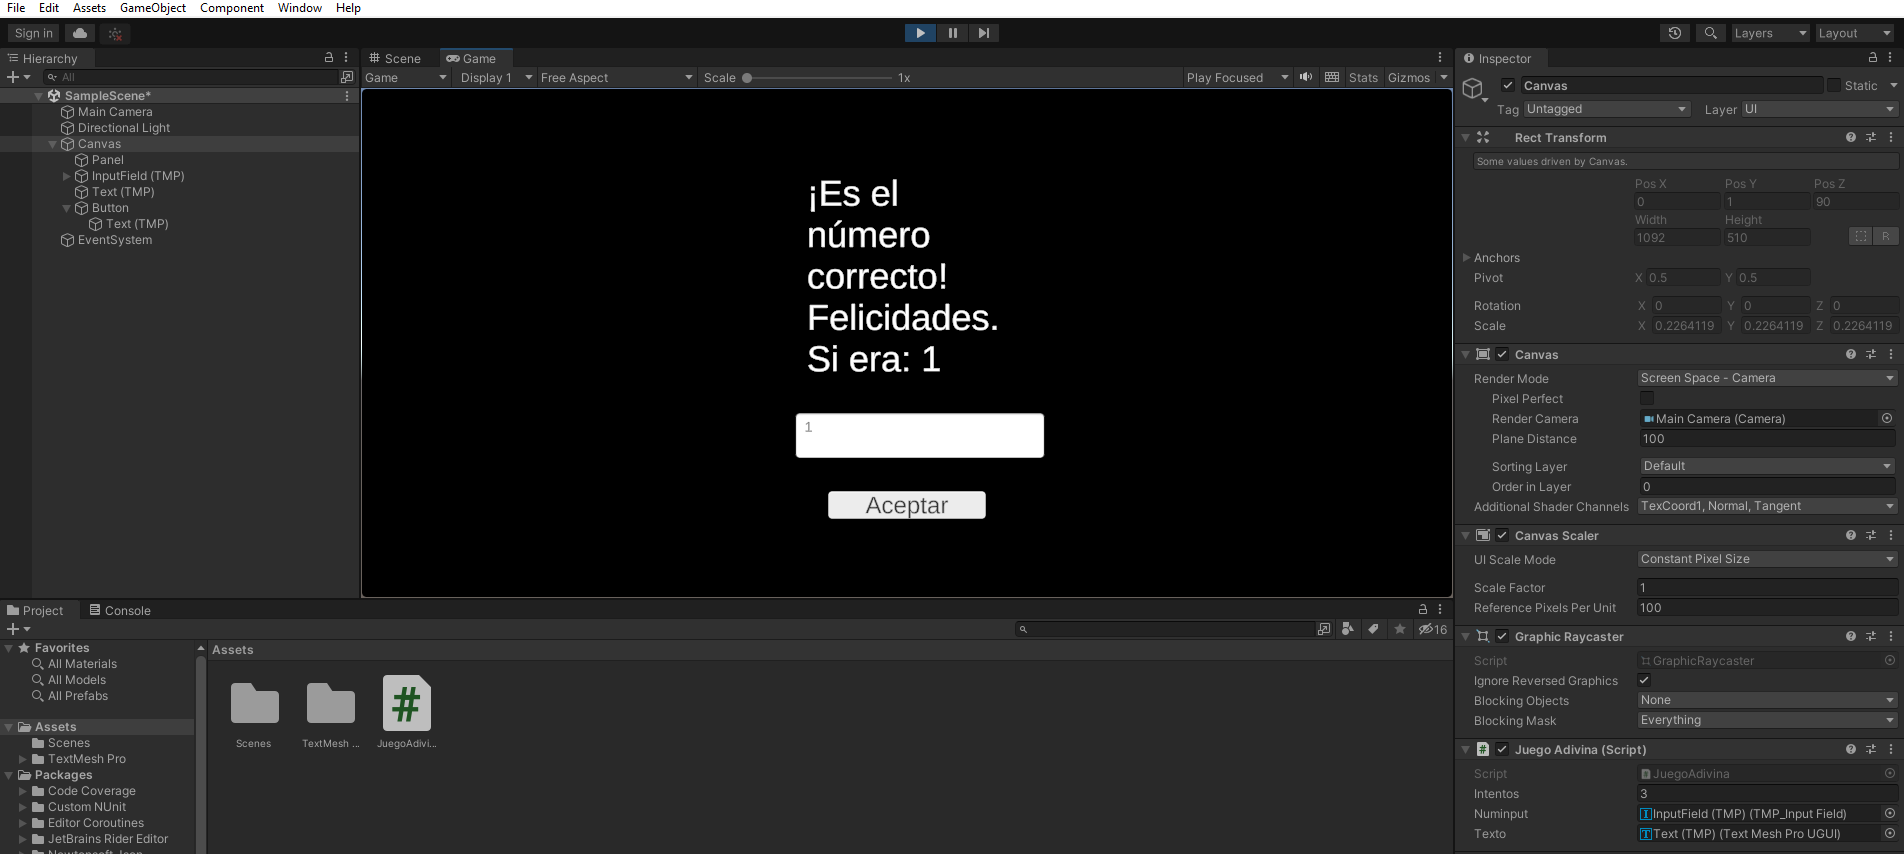 File Edit Assets GameObject Component Window Help
Sign in
Layers Layout
Hierarchy
All
SampleScene*
Main Camera
Directional Light
Canvas
Panel
InputField (TMP)
Text (TMP)
Button
Text (TMP)
EventSystem
Scene Game
Game Display 1 Free Aspect Scale 1x Play Focused Stats Gizmos
¡Es el
número
correcto!
Felicidades.
Si era: 1
1
Aceptar
Project Console
16
Favorites
All Materials
All Models
All Prefabs
Assets
Scenes
TextMesh Pro
Packages
Code Coverage
Custom NUnit
Editor Coroutines
JetBrains Rider Editor
Newtonsoft Json
Assets
Scenes TextMesh ... JuegoAdivi...
Inspector
Canvas Static
Tag Untagged Layer UI
Rect Transform
Some values driven by Canvas.
Pos X Pos Y Pos Z
0 1 90
Width Height
1092 510
R
Anchors
Pivot X 0.5 Y 0.5
Rotation X 0 Y 0 Z 0
Scale X 0.2264119 Y 0.2264119 Z 0.2264119
Canvas
Render Mode Screen Space - Camera
Pixel Perfect
Render Camera Main Camera (Camera)
Plane Distance 100
Sorting Layer Default
Order in Layer 0
Additional Shader Channels TexCoord1, Normal, Tangent
Canvas Scaler
UI Scale Mode Constant Pixel Size
Scale Factor 1
Reference Pixels Per Unit 100
Graphic Raycaster
Script GraphicRaycaster
Ignore Reversed Graphics
Blocking Objects None
Blocking Mask Everything
# Juego Adivina (Script)
Script JuegoAdivina
Intentos 3
Numinput InputField (TMP) (TMP_Input Field)
Texto Text (TMP) (Text Mesh Pro UGUI)